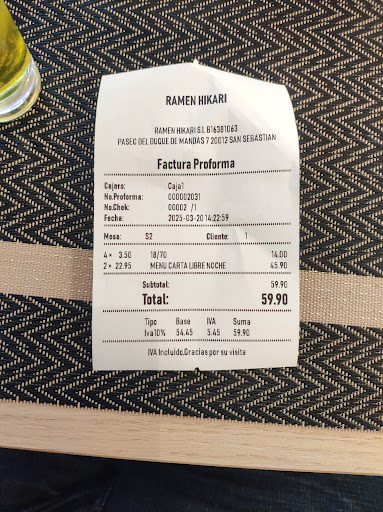 RAMEN HIKARI
RAMEN HIKARI S.L B16381063
PASEO DEL DUQUE DE MANDAS 7 20012 SAN SEBASTIAN
Factura Proforma
Cajero: Caja1
No.Proforma: 000002031
No.Chek: 00002 /1
Fecha: 2025-03-20 14:22:59
Mesa: S2 Cliente: 1
4 × 3.50 18/70 14.00
2 × 22.95 MENU CARTA LIBRE NOCHE 45.90
Subtotal: 59.90
Total: 59.90
Tipo Base IVA Suma
Iva10% 54.45 5.45 59.90
IVA Incluido,Gracias por su visita